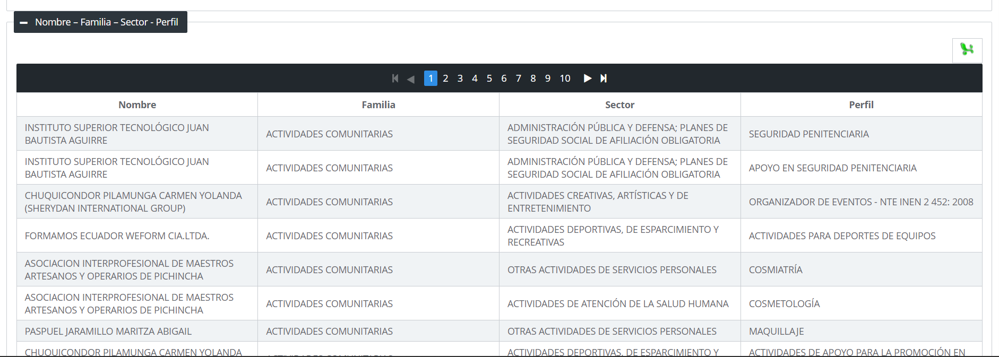 Nombre – Familia – Sector - Perfil
1 2 3 4 5 6 7 8 9 10
Nombre Familia Sector Perfil
INSTITUTO SUPERIOR TECNOLÓGICO JUAN
BAUTISTA AGUIRRE
ACTIVIDADES COMUNITARIAS
ADMINISTRACIÓN PÚBLICA Y DEFENSA; PLANES DE
SEGURIDAD SOCIAL DE AFILIACIÓN OBLIGATORIA
SEGURIDAD PENITENCIARIA
INSTITUTO SUPERIOR TECNOLÓGICO JUAN
BAUTISTA AGUIRRE
ACTIVIDADES COMUNITARIAS
ADMINISTRACIÓN PÚBLICA Y DEFENSA; PLANES DE
SEGURIDAD SOCIAL DE AFILIACIÓN OBLIGATORIA
APOYO EN SEGURIDAD PENITENCIARIA
CHUQUICONDOR PILAMUNGA CARMEN YOLANDA
(SHERYDAN INTERNATIONAL GROUP)
ACTIVIDADES COMUNITARIAS
ACTIVIDADES CREATIVAS, ARTÍSTICAS Y DE
ENTRETENIMIENTO
ORGANIZADOR DE EVENTOS - NTE INEN 2 452: 2008
FORMAMOS ECUADOR WEFORM CIA.LTDA.
ACTIVIDADES COMUNITARIAS
ACTIVIDADES DEPORTIVAS, DE ESPARCIMIENTO Y
RECREATIVAS
ACTIVIDADES PARA DEPORTES DE EQUIPOS
ASOCIACION INTERPROFESIONAL DE MAESTROS
ARTESANOS Y OPERARIOS DE PICHINCHA
ACTIVIDADES COMUNITARIAS
OTRAS ACTIVIDADES DE SERVICIOS PERSONALES
COSMIATRÍA
ASOCIACION INTERPROFESIONAL DE MAESTROS
ARTESANOS Y OPERARIOS DE PICHINCHA
ACTIVIDADES COMUNITARIAS
ACTIVIDADES DE ATENCIÓN DE LA SALUD HUMANA
COSMETOLOGÍA
PASPUEL JARAMILLO MARITZA ABIGAIL
ACTIVIDADES COMUNITARIAS
OTRAS ACTIVIDADES DE SERVICIOS PERSONALES
MAQUILLAJE
CHUQUICONDOR PILAMUNGA CARMEN YOLANDA
ACTIVIDADES DEPORTIVAS, DE ESPARCIMIENTO Y
ACTIVIDADES DE APOYO PARA LA PROMOCIÓN EN